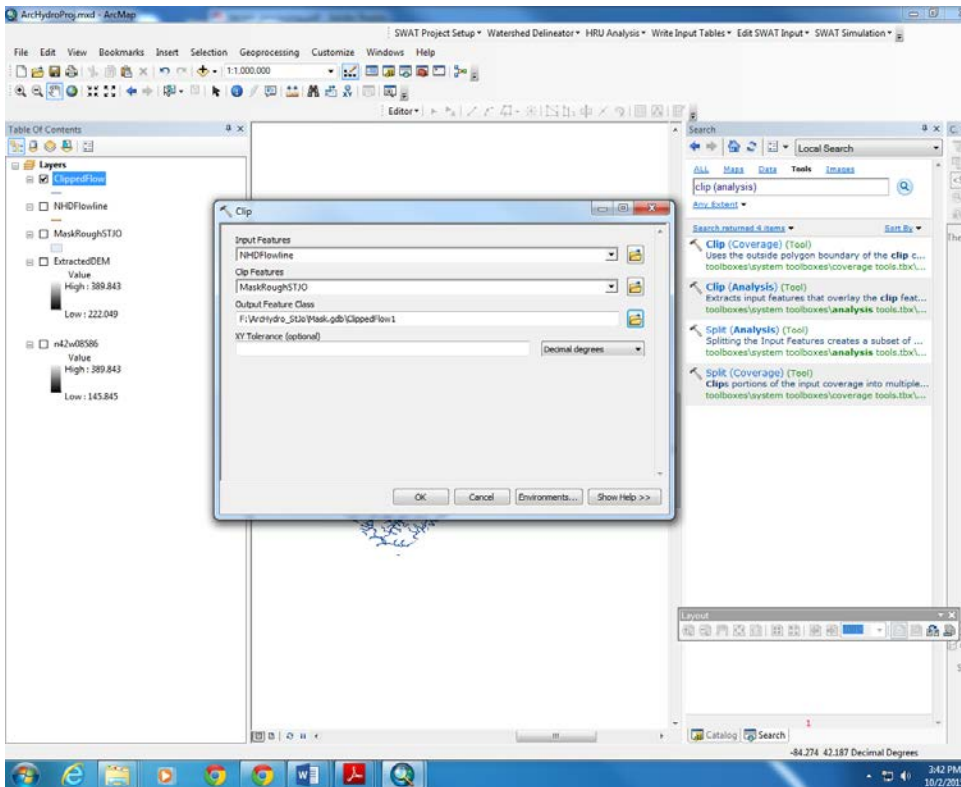 ArcHydroProj.mxd - ArcMap
SWAT Project Setup Watershed Delineator HRU Analysis Write Input Tables Edit SWAT Input SWAT Simulation
File Edit View Bookmarks Insert Selection Geoprocessing Customize Windows Help
1:1,000,000
Editor
Table Of Contents
Layers
ClippedFlow
NHDFlowline
MaskRoughSTJO
ExtractedDEM
Value
High : 389.843
Low : 222.049
n42w08586
Value
High : 389.843
Low : 145.845
Clip
Input Features
NHDFlowline
Clip Features
MaskRoughSTJO
Output Feature Class
F:\ArcHydro_StJo\Mask.gdb\ClippedFlow1
XY Tolerance (optional)
Decimal degrees
OK Cancel Environments... Show Help >>
Search
Local Search
ALL Maps Data Tools Images
clip (analysis)
Any Extent
Search returned 4 items Sort By
Clip (Coverage) (Tool)
Uses the outside polygon boundary of the clip c...
toolboxes\system toolboxes\coverage tools.tbx\...
Clip (Analysis) (Tool)
Extracts input features that overlay the clip feat...
toolboxes\system toolboxes\analysis tools.tbx\...
Split (Analysis) (Tool)
Splitting the Input Features creates a subset of ...
toolboxes\system toolboxes\analysis tools.tbx\...
Split (Coverage) (Tool)
Clips portions of the input coverage into multiple...
toolboxes\system toolboxes\coverage tools.tbx\...
Layout
1
Catalog Search
-84.274 42.187 Decimal Degrees
3:42 PM